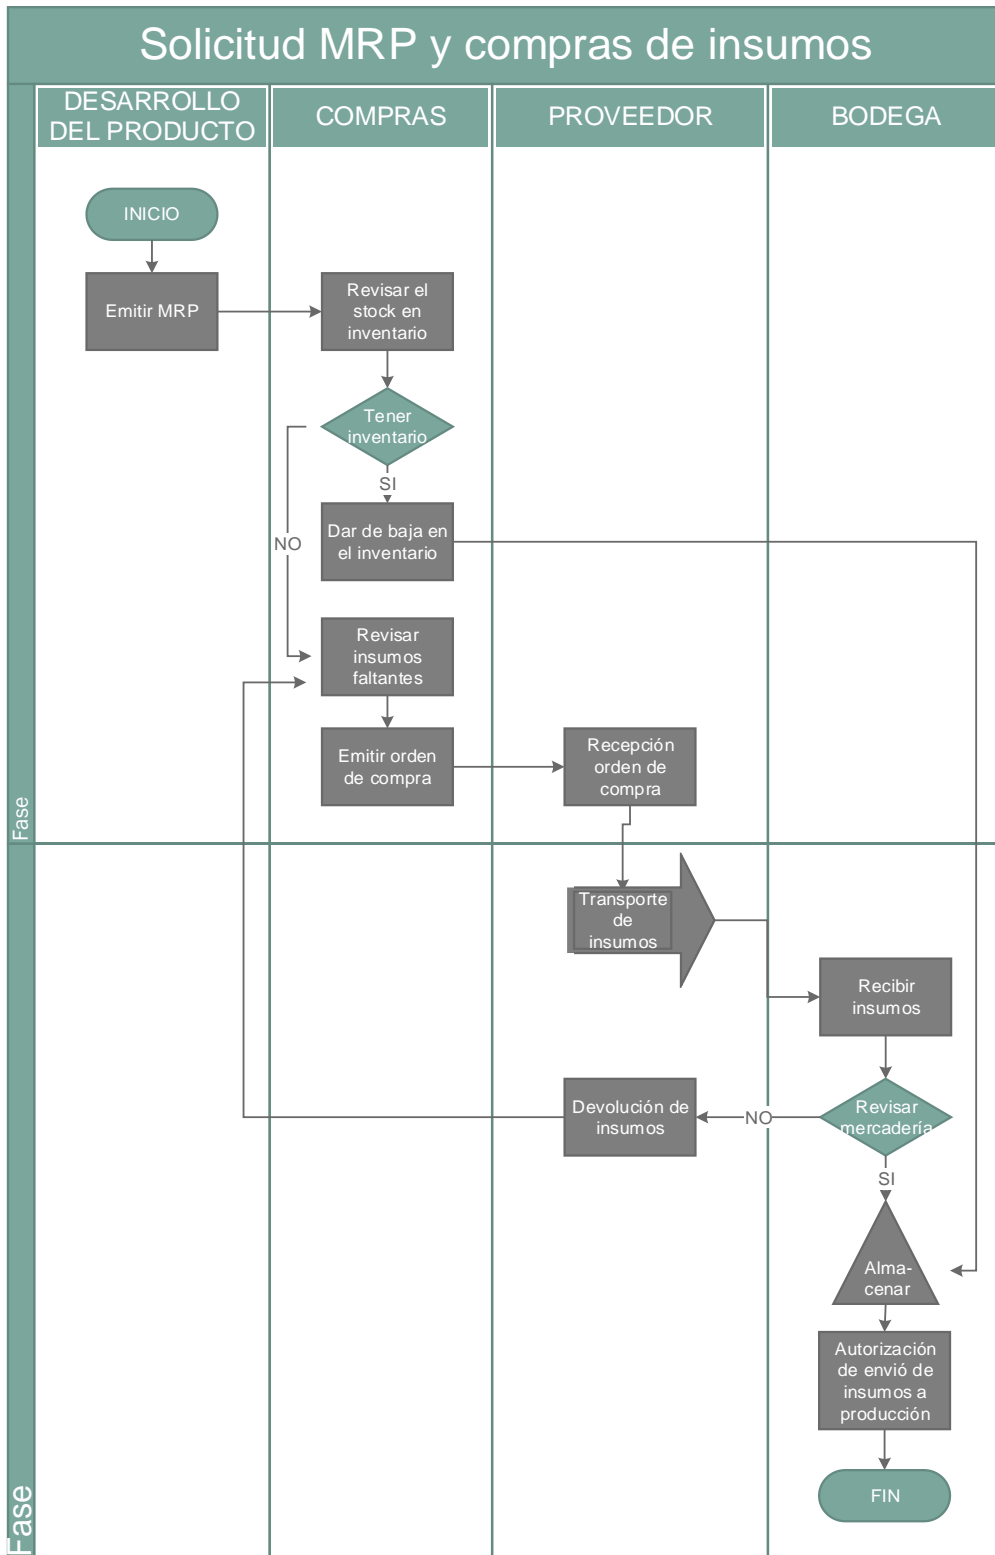 Solicitud MRP y compras de insumos
DESARROLLO
DEL PRODUCTO
COMPRAS
PROVEEDOR
BODEGA
INICIO
Emitir MRP
Revisar el
stock en
inventario
Tener
inventario
SI
NO
Dar de baja en
el inventario
Revisar
insumos
faltantes
Emitir orden
de compra
Recepción
orden de
compra
Fase
Transporte
de
insumos
Recibir
insumos
Revisar
mercadería
NO
Devolución de
insumos
SI
Alma-
cenar
Autorización
de envió de
insumos a
producción
FIN
Fase